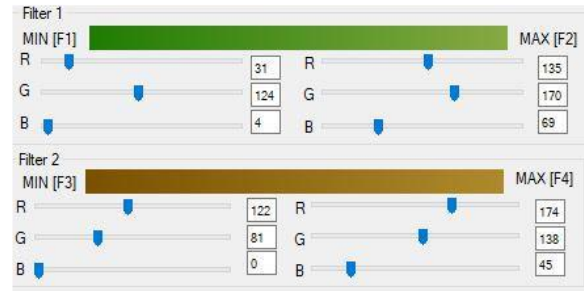 Filter 1
MIN [F1] MAX [F2]
R 31 R 135
G 124 G 170
B 4 B 69
Filter 2
MIN [F3] MAX [F4]
R 122 R 174
G 81 G 138
B 0 B 45